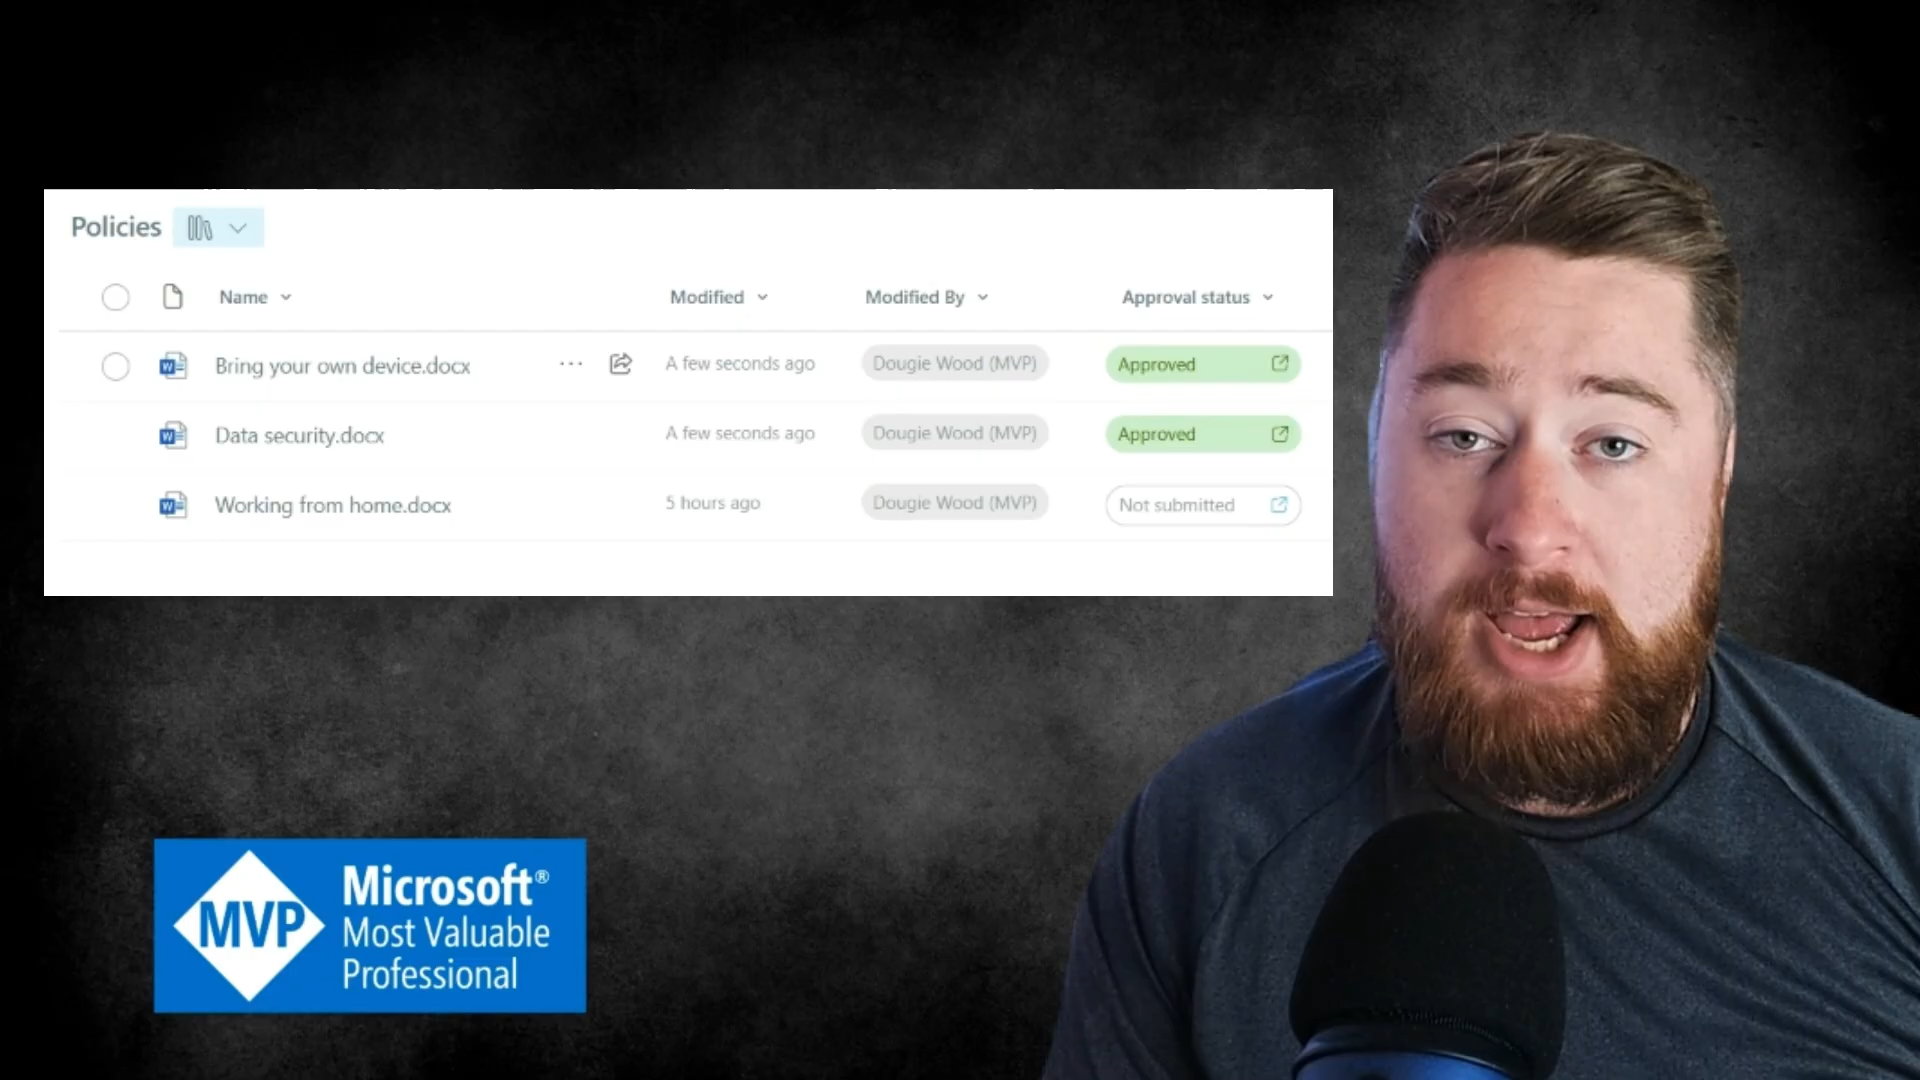 Policies
Name Modified Modified By Approval status
Bring your own device.docx A few seconds ago Dougie Wood (MVP) Approved
Data security.docx A few seconds ago Dougie Wood (MVP) Approved
Working from home.docx 5 hours ago Dougie Wood (MVP) Not submitted
MVP
Microsoft®
Most Valuable
Professional